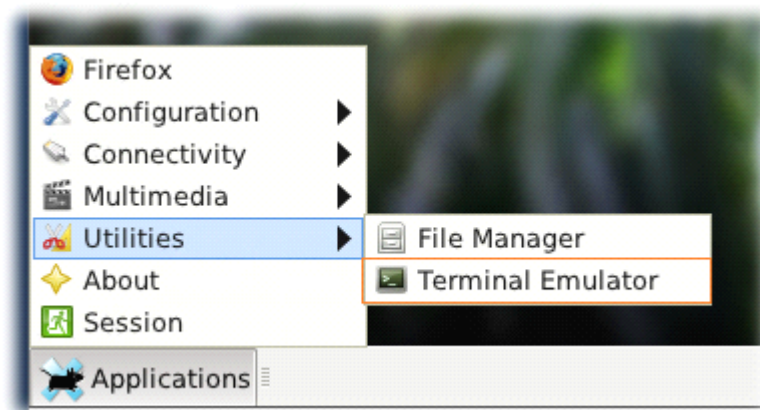 Firefox
Configuration
Connectivity
Multimedia
Utilities
File Manager
About
Terminal Emulator
Session
Applications